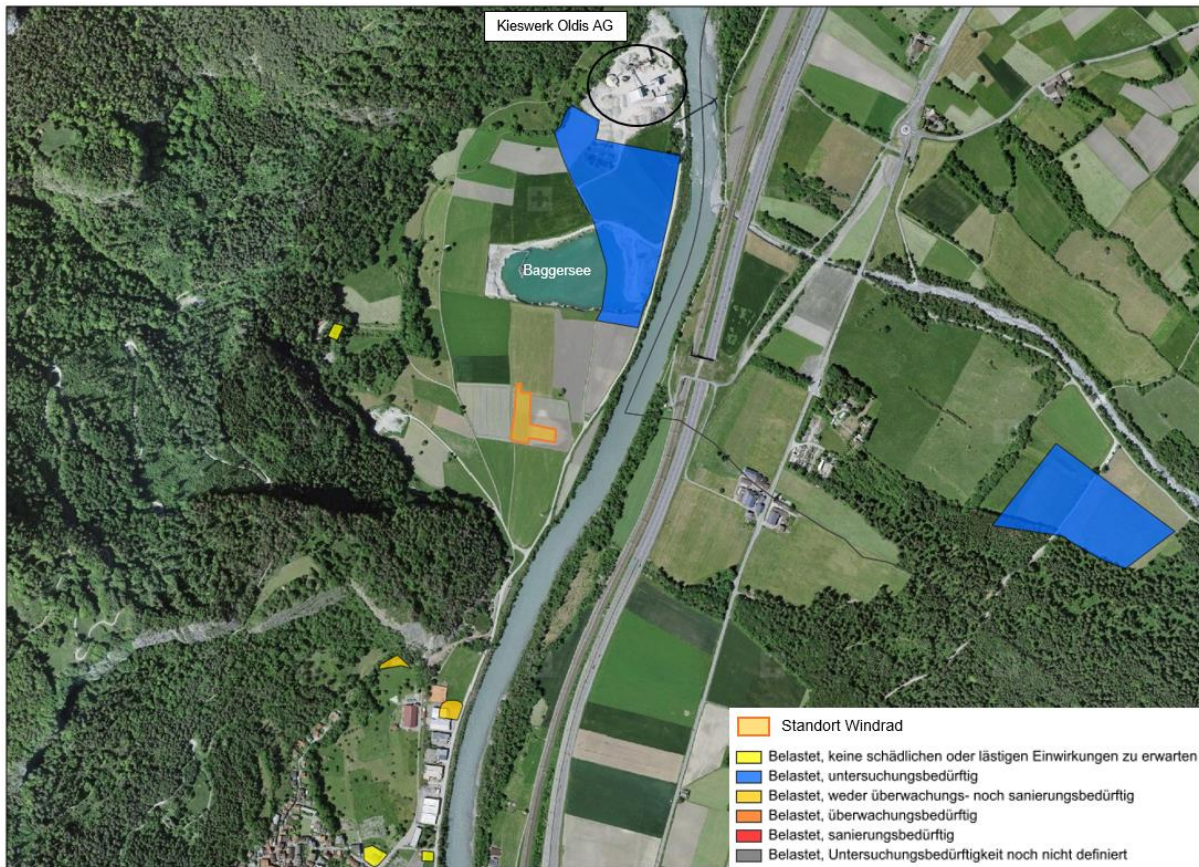 Kieswerk Oldis AG
Baggersee
Standort Windrad
Belastet, keine schädlichen oder lästigen Einwirkungen zu erwarten
Belastet, untersuchungsbedürftig
Belastet, weder überwachungs- noch sanierungsbedürftig
Belastet, überwachungsbedürftig
Belastet, sanierungsbedürftig
Belastet, Untersuchungsbedürftigkeit noch nicht definiert